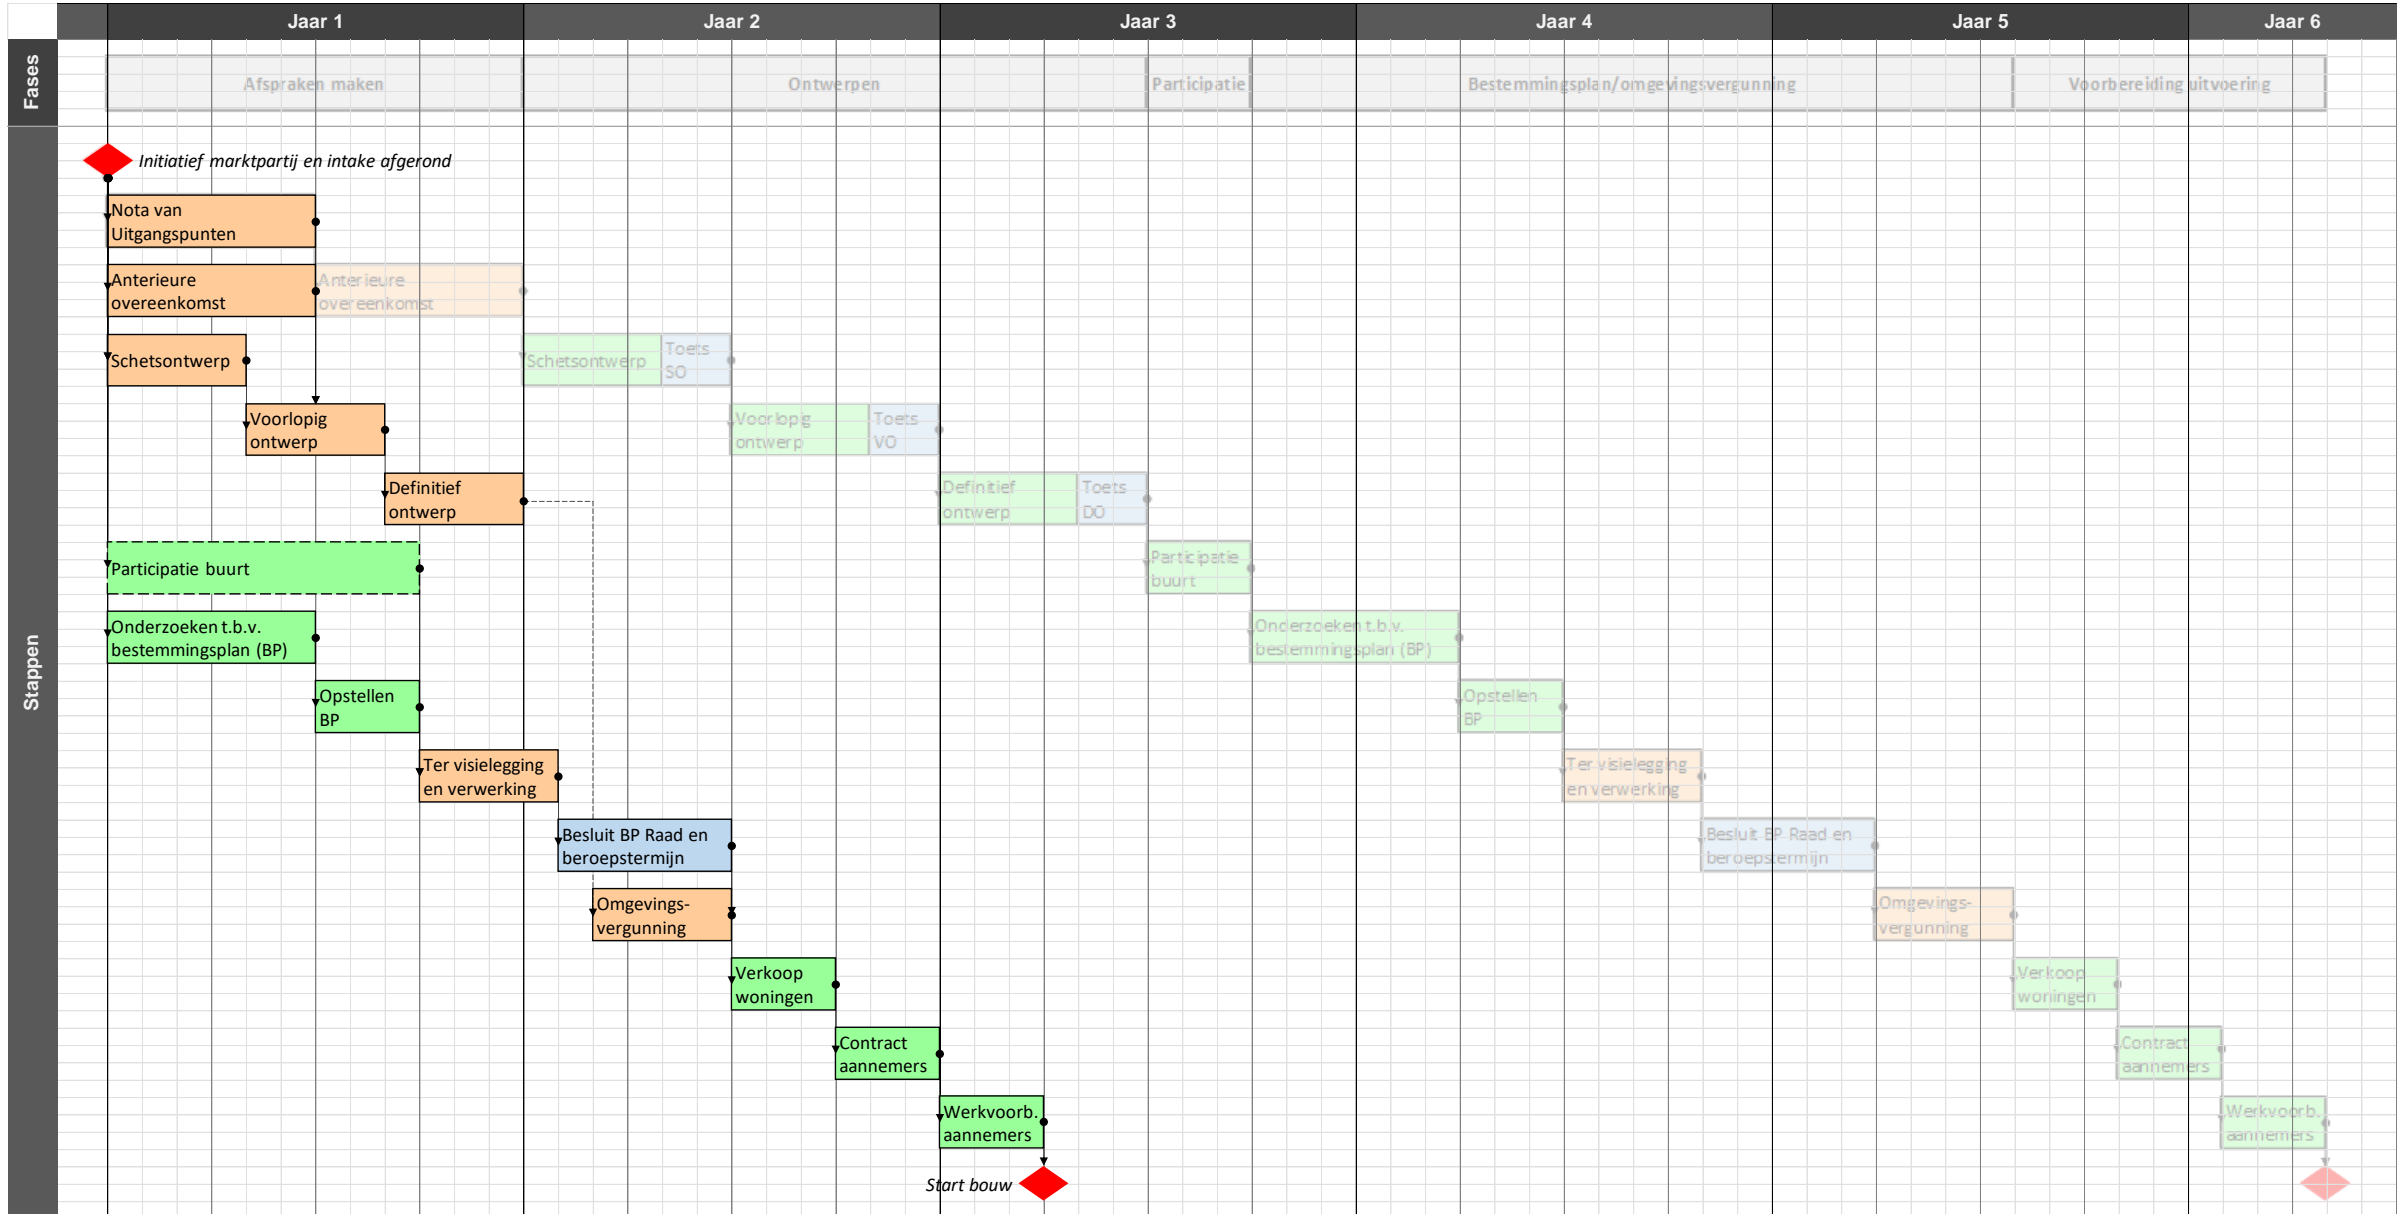 Jaar 1 Jaar 2 Jaar 3 Jaar 4 Jaar 5 Jaar 6
Fases
Afspraken maken Ontwerpen Participatie Bestemmingsplan/omgevingsvergunning Voorbereiding uitvoering
Stappen
Initiatief marktpartij en intake afgerond
Nota van
Uitgangspunten
Anterieure
overeenkomst
Anterieure
overeenkomst
Schetsontwerp
Schetsontwerp
Toets
SO
Voorlopig
ontwerp
Voorlopig
ontwerp
Toets
VO
Definitief
ontwerp
Definitief
ontwerp
Toets
DO
Participatie buurt
Participatie
buurt
Onderzoeken t.b.v.
bestemmingsplan (BP)
Onderzoeken t.b.v.
bestemmingsplan (BP)
Opstellen
BP
Opstellen
BP
Ter visielegging
en verwerking
Ter visielegging
en verwerking
Besluit BP Raad en
beroepstermijn
Besluit BP Raad en
beroepstermijn
Omgevings-
vergunning
Omgevings-
vergunning
Verkoop
woningen
Verkoop
woningen
Contract
aannemers
Contract
aannemers
Werkvoorb.
aannemers
Werkvoorb.
aannemers
Start bouw